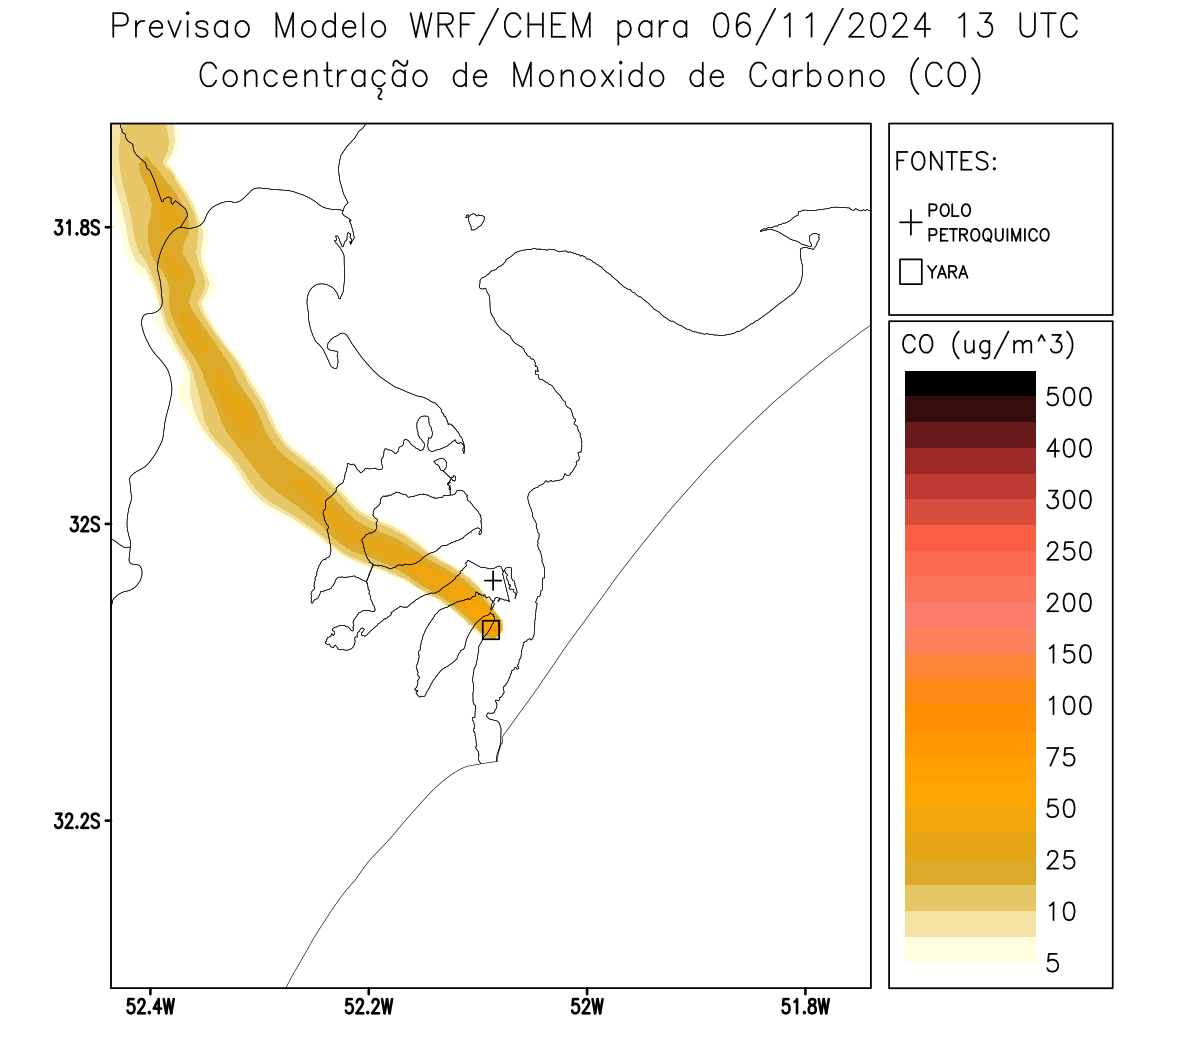 Previsao Modelo WRF/CHEM para 06/11/2024 13 UTC
Concentração de Monoxido de Carbono (CO)
FONTES:
POLO
PETROQUIMICO
YARA
CO (ug/m^3)
500
400
300
250
200
150
100
75
50
25
10
5
31.8S
32S
32.2S
52.4W
52.2W
52W
51.8W